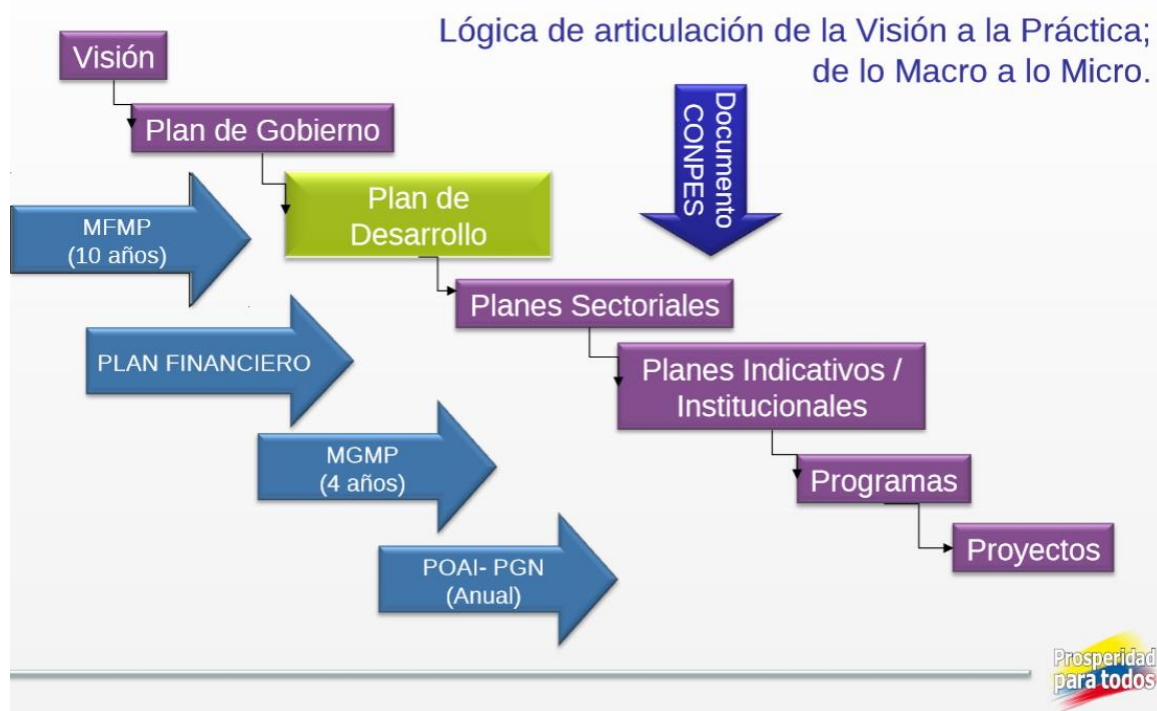 Lógica de articulación de la Visión a la Práctica;
de lo Macro a lo Micro.
Visión
Plan de Gobierno
Documento
CONPES
Plan de
Desarrollo
MFMP
(10 años)
Planes Sectoriales
PLAN FINANCIERO
Planes Indicativos /
Institucionales
MGMP
(4 años)
Programas
Proyectos
POAI- PGN
(Anual)
Prosperidad
para todos